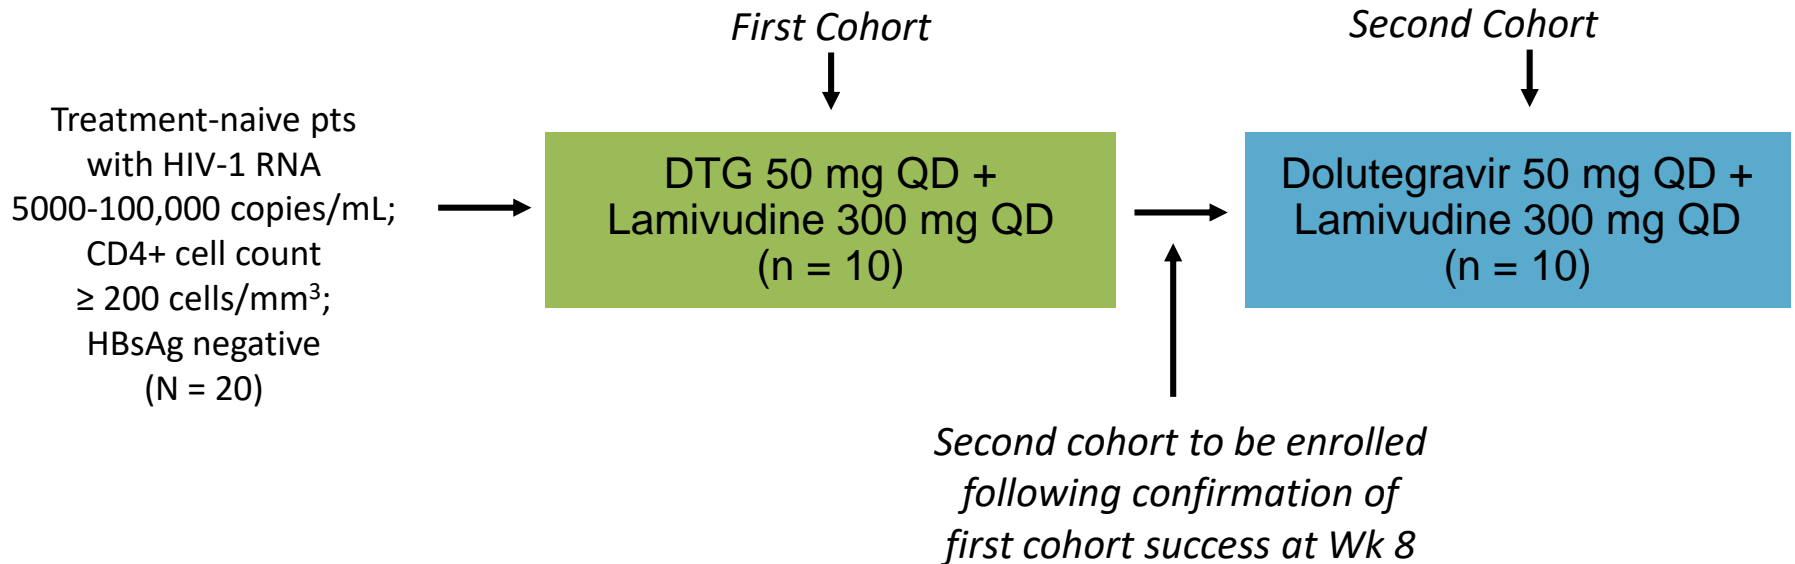 First Cohort
Second Cohort
Treatment-naive pts
with HIV-1 RNA
5000-100,000 copies/mL;
CD4+ cell count
≥ 200 cells/mm³;
HBsAg negative
(N = 20)
DTG 50 mg QD +
Lamivudine 300 mg QD
(n = 10)
Dolutegravir 50 mg QD +
Lamivudine 300 mg QD
(n = 10)
Second cohort to be enrolled
following confirmation of
first cohort success at Wk 8